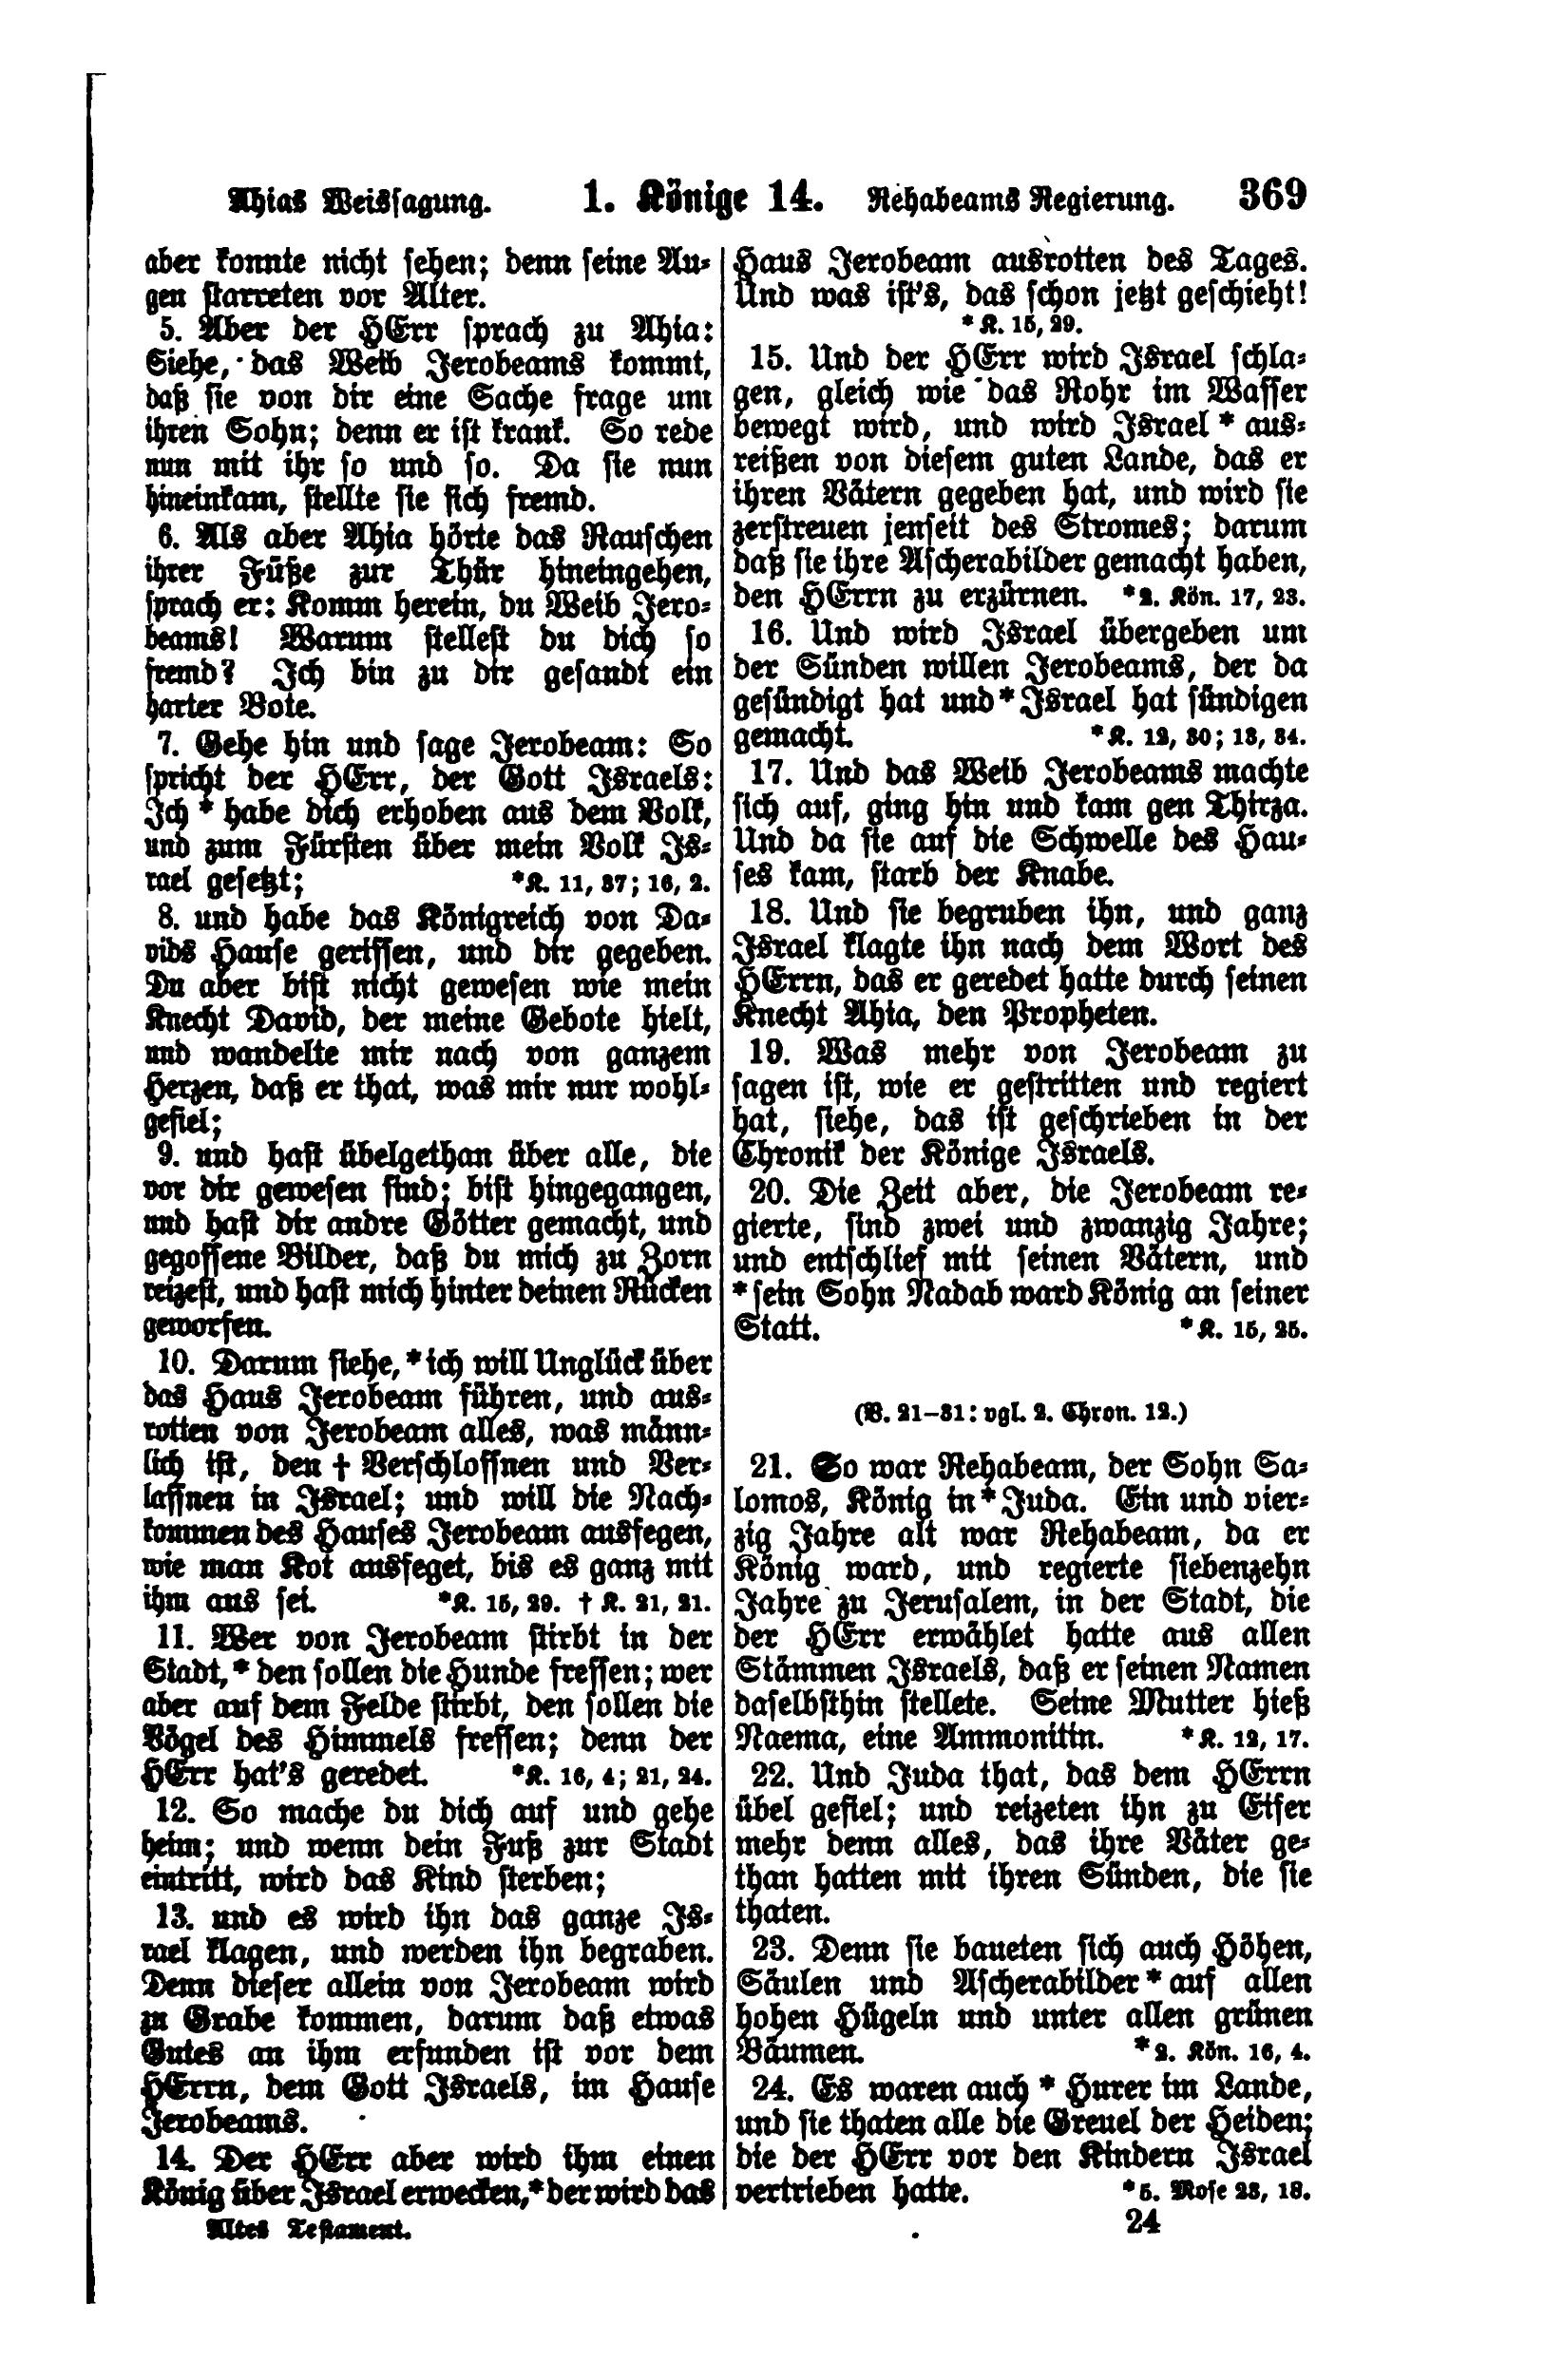 Ahias Weissagung. 1. Könige 14. Rehabeams Regierung. 369
aber konnte nicht sehen; denn seine Au-
gen starreten vor Alter.
5. Aber der HErr sprach zu Ahia:
Siehe, das Weib Jerobeams kommt,
daß sie von dir eine Sache frage um
ihren Sohn; denn er ist krank. So rede
nun mit ihr so und so. Da sie nun
hineinkam, stellte sie sich fremd.
6. Als aber Ahia hörte das Rauschen
ihrer Füße zur Thür hineingehen,
sprach er: Komm herein, du Weib Jero-
beams! Warum stellest du dich so
fremd? Ich bin zu dir gesandt ein
harter Bote.
7. Gehe hin und sage Jerobeam: So
spricht der HErr, der Gott Israels:
Ich * habe dich erhoben aus dem Volk,
und zum Fürsten über mein Volk Is-
rael gesetzt; *K. 11, 37; 16, 2.
8. und habe das Königreich von Da-
vids Hause gerissen, und dir gegeben.
Du aber bist nicht gewesen wie mein
Knecht David, der meine Gebote hielt,
und wandelte mir nach von ganzem
Herzen, daß er that, was mir nur wohl-
gefiel;
9. und hast übelgethan über alle, die
vor dir gewesen sind; bist hingegangen,
und hast dir andre Götter gemacht, und
gegossene Bilder, daß du mich zu Zorn
reizest, und hast mich hinter deinen Rücken
geworfen.
10. Darum siehe, * ich will Unglück über
das Haus Jerobeam führen, und aus-
rotten von Jerobeam alles, was männ-
lich ist, den † Verschlossnen und Ver-
lassnen in Israel; und will die Nach-
kommen des Hauses Jerobeam ausfegen,
wie man Kot ausfeget, bis es ganz mit
ihm aus sei. *K. 15, 29. † K. 21, 21.
11. Wer von Jerobeam stirbt in der
Stadt, * den sollen die Hunde fressen; wer
aber auf dem Felde stirbt, den sollen die
Vögel des Himmels fressen; denn der
HErr hat's geredet. *K. 16, 4; 21, 24.
12. So mache du dich auf und gehe
heim; und wenn dein Fuß zur Stadt
eintritt, wird das Kind sterben;
13. und es wird ihn das ganze Is-
rael klagen, und werden ihn begraben.
Denn dieser allein von Jerobeam wird
zu Grabe kommen, darum daß etwas
Gutes an ihm erfunden ist vor dem
HErrn, dem Gott Israels, im Hause
Jerobeams.
14. Der HErr aber wird ihm einen
König über Israel erwecken, * der wird das
Haus Jerobeam ausrotten des Tages.
Und was ist's, das schon jetzt geschieht!
* K. 15, 29.
15. Und der HErr wird Israel schla-
gen, gleich wie das Rohr im Wasser
bewegt wird, und wird Israel * aus-
reißen von diesem guten Lande, das er
ihren Vätern gegeben hat, und wird sie
zerstreuen jenseit des Stromes; darum
daß sie ihre Ascherabilder gemacht haben,
den HErrn zu erzürnen. *2. Kön. 17, 23.
16. Und wird Israel übergeben um
der Sünden willen Jerobeams, der da
gesündigt hat und * Israel hat sündigen
gemacht. *K. 12, 30; 13, 34.
17. Und das Weib Jerobeams machte
sich auf, ging hin und kam gen Thirza.
Und da sie auf die Schwelle des Hau-
ses kam, starb der Knabe.
18. Und sie begruben ihn, und ganz
Israel klagte ihn nach dem Wort des
HErrn, das er geredet hatte durch seinen
Knecht Ahia, den Propheten.
19. Was mehr von Jerobeam zu
sagen ist, wie er gestritten und regiert
hat, siehe, das ist geschrieben in der
Chronik der Könige Israels.
20. Die Zeit aber, die Jerobeam re-
gierte, sind zwei und zwanzig Jahre;
und entschlief mit seinen Vätern, und
* sein Sohn Nadab ward König an seiner
Statt. *K. 15, 25.
(V. 21–31: vgl. 2. Chron. 12.)
21. So war Rehabeam, der Sohn Sa-
lomos, König in * Juda. Ein und vier-
zig Jahre alt war Rehabeam, da er
König ward, und regierte siebenzehn
Jahre zu Jerusalem, in der Stadt, die
der HErr erwählet hatte aus allen
Stämmen Israels, daß er seinen Namen
daselbsthin stellete. Seine Mutter hieß
Naema, eine Ammonitin. *K. 12, 17.
22. Und Juda that, das dem HErrn
übel gefiel; und reizeten ihn zu Eifer
mehr denn alles, das ihre Väter ge-
than hatten mit ihren Sünden, die sie
thaten.
23. Denn sie baueten sich auch Höhen,
Säulen und Ascherabilder * auf allen
hohen Hügeln und unter allen grünen
Bäumen. *2. Kön. 16, 4.
24. Es waren auch * Hurer im Lande,
und sie thaten alle die Greuel der Heiden;
die der HErr vor den Kindern Israel
vertrieben hatte. *5. Mose 23, 18.
Altes Testament. 24